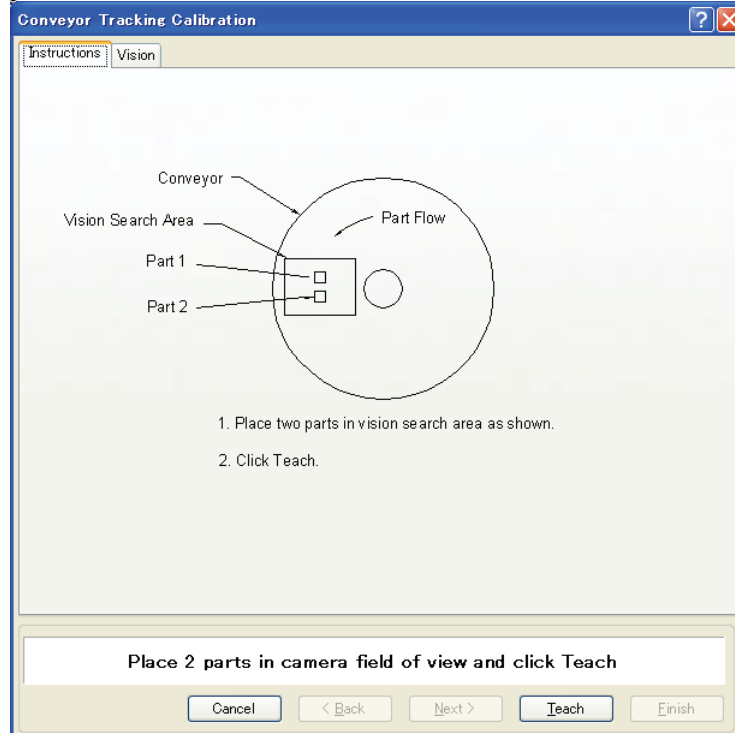 Conveyor Tracking Calibration
Instructions Vision
Conveyor
Part Flow
Vision Search Area
Part 1
Part 2
1. Place two parts in vision search area as shown.
2. Click Teach.
Place 2 parts in camera field of view and click Teach
Cancel < Back Next > Teach Finish